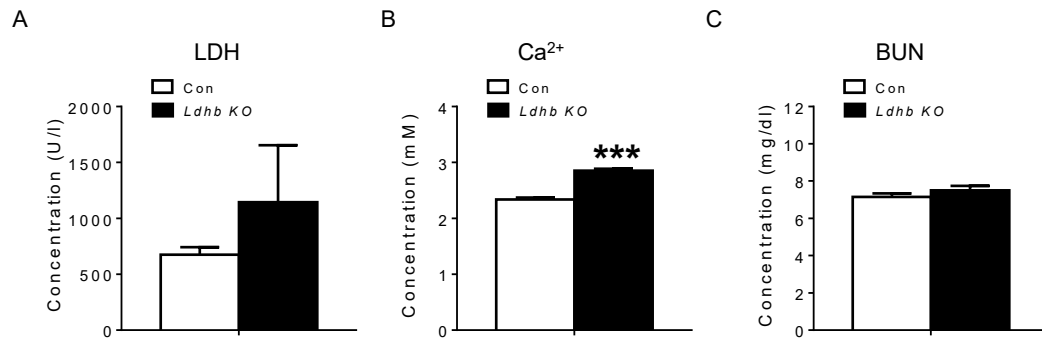 A
LDH
Con
Ldhb KO
Concentration (U/l)
2000
1500
1000
500
0
B
Ca²⁺
Con
Ldhb KO
Concentration (mM)
4
3
2
1
0
***
C
BUN
Con
Ldhb KO
Concentration (mg/dl)
12
10
8
6
4
2
0